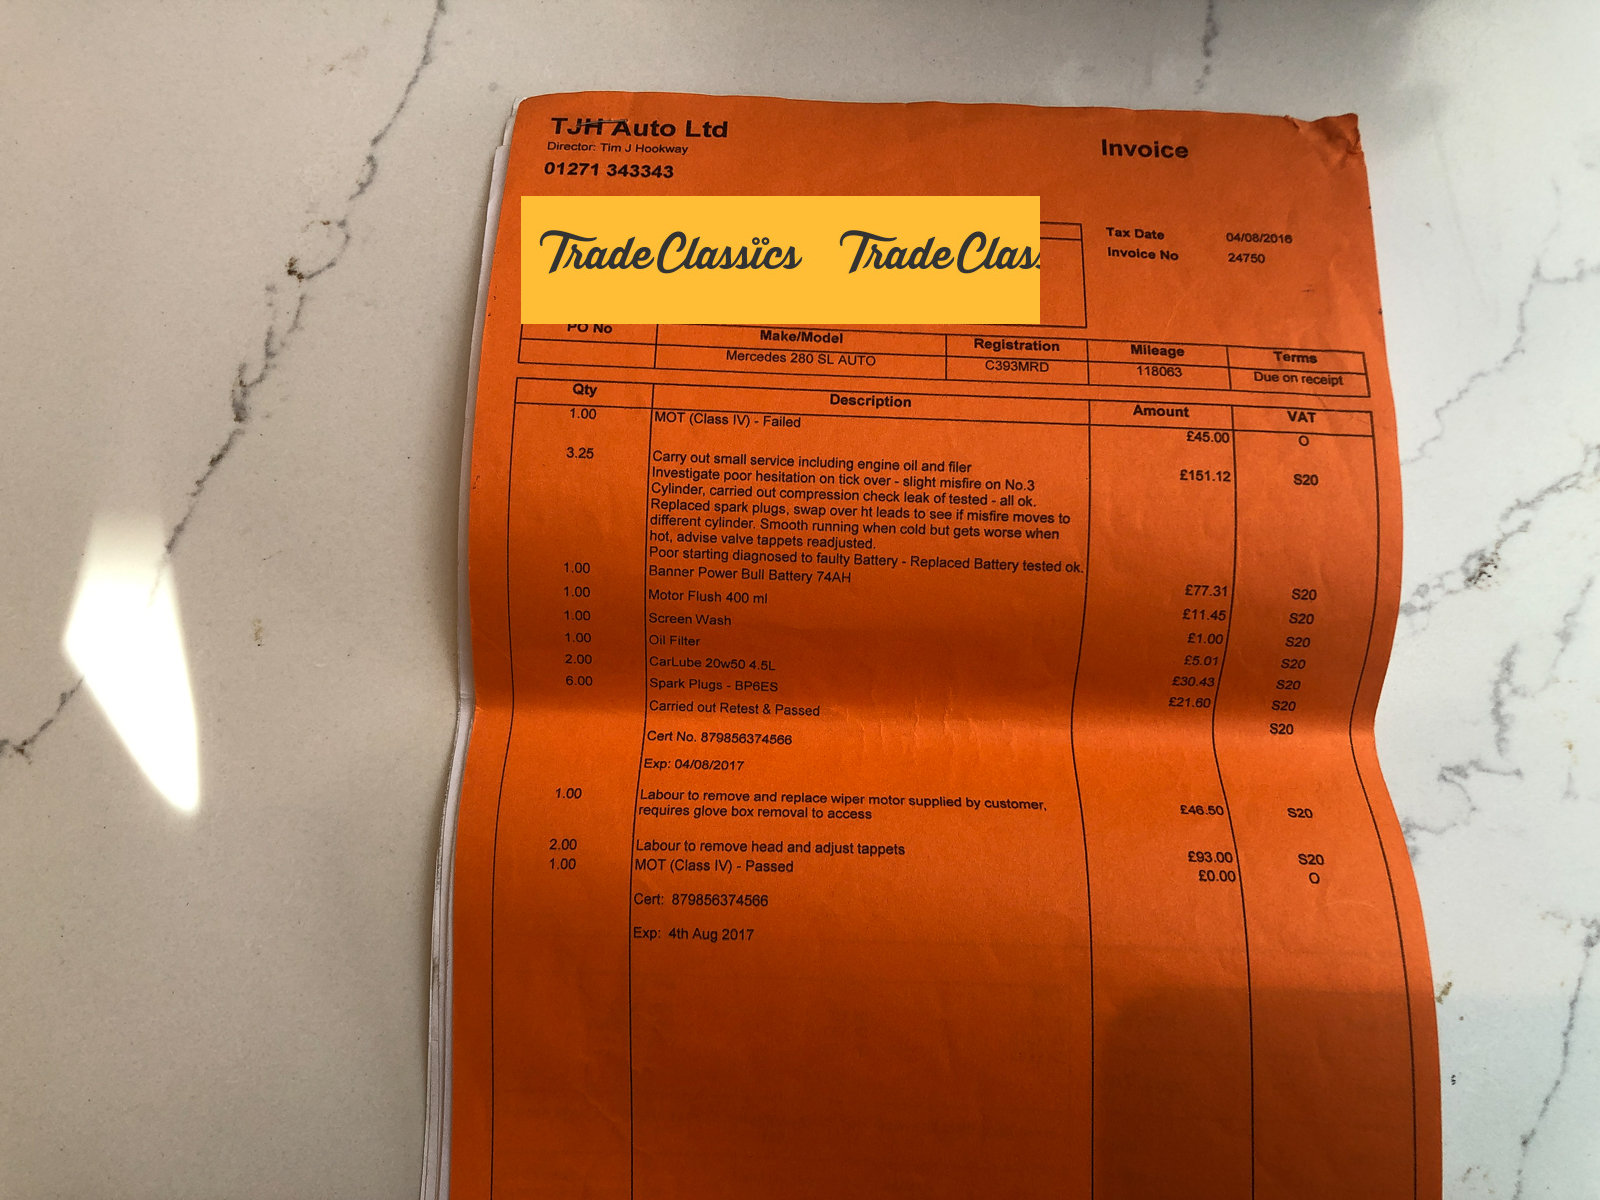 TJH Auto Ltd
Director: Tim J Hookway
01271 343343
Invoice
TradeClassics TradeClas
Tax Date 04/08/2016
Invoice No 24750
PO No Make/Model Registration Mileage Terms
Mercedes 280 SL AUTO C393MRD 118063 Due on receipt
Qty Description Amount VAT
1.00 MOT (Class IV) - Failed £45.00 O
3.25 Carry out small service including engine oil and filer £151.12 S20
Investigate poor hesitation on tick over - slight misfire on No.3
Cylinder, carried out compression check leak of tested - all ok.
Replaced spark plugs, swap over ht leads to see if misfire moves to
different cylinder. Smooth running when cold but gets worse when
hot, advise valve tappets readjusted.
Poor starting diagnosed to faulty Battery - Replaced Battery tested ok.
1.00 Banner Power Bull Battery 74AH £77.31 S20
1.00 Motor Flush 400 ml £11.45 S20
1.00 Screen Wash £1.00 S20
1.00 Oil Filter £5.01 S20
2.00 CarLube 20w50 4.5L £30.43 S20
6.00 Spark Plugs - BP6ES £21.60 S20
Carried out Retest & Passed S20
Cert No. 879856374566
Exp: 04/08/2017
1.00 Labour to remove and replace wiper motor supplied by customer, £46.50 S20
requires glove box removal to access
2.00 Labour to remove head and adjust tappets £93.00 S20
1.00 MOT (Class IV) - Passed £0.00 O
Cert: 879856374566
Exp: 4th Aug 2017